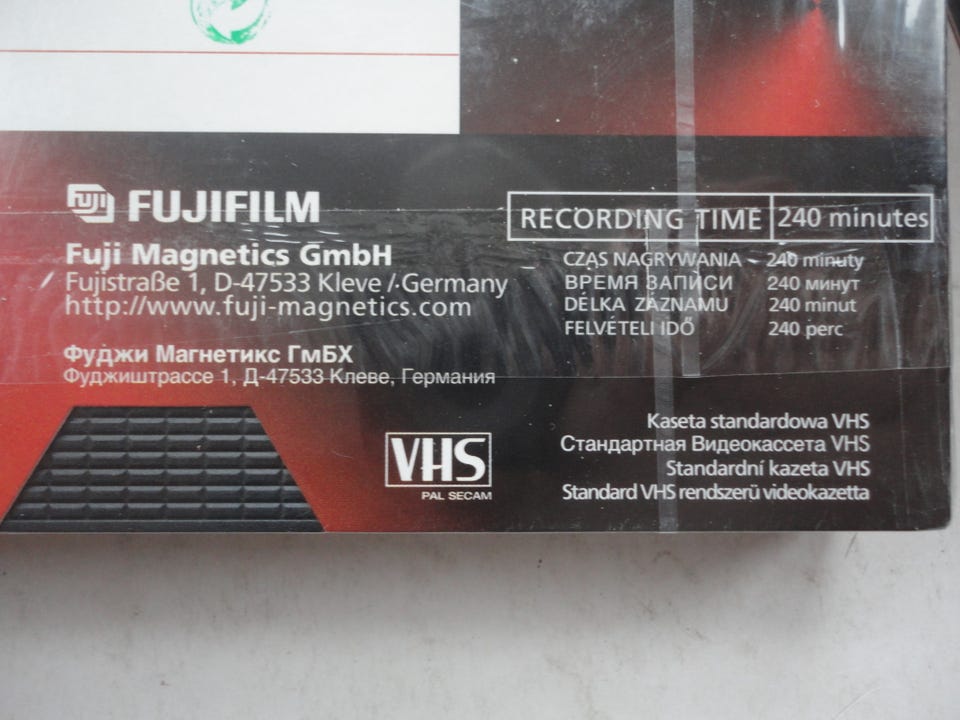 FUJI FUJIFILM
Fuji Magnetics GmbH
Fujistraße 1, D-47533 Kleve / Germany
http://www.fuji-magnetics.com
Фуджи Магнетикс ГмБХ
Фуджиштрассе 1, Д-47533 Клеве, Германия
RECORDING TIME 240 minutes
CZAS NAGRYWANIA 240 minuty
ВРЕМЯ ЗАПИСИ 240 минут
DÉLKA ZÁZNAMU 240 minut
FELVÉTELI IDŐ 240 perc
VHS
PAL SECAM
Kaseta standardowa VHS
Стандартная Видеокассета VHS
Standardní kazeta VHS
Standard VHS rendszerü videokazetta